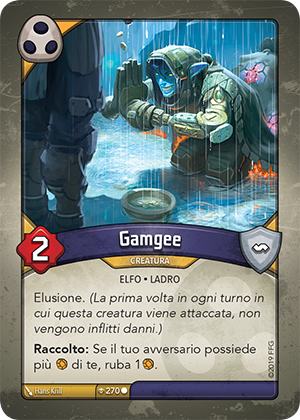 Gamgee
CREATURA
2
ELFO • LADRO
Elusione. (La prima volta in ogni turno in
cui questa creatura viene attaccata, non
vengono inflitti danni.)
Raccolto: Se il tuo avversario possiede
più di te, ruba 1.
Hans Krill
270
©2019 FFG